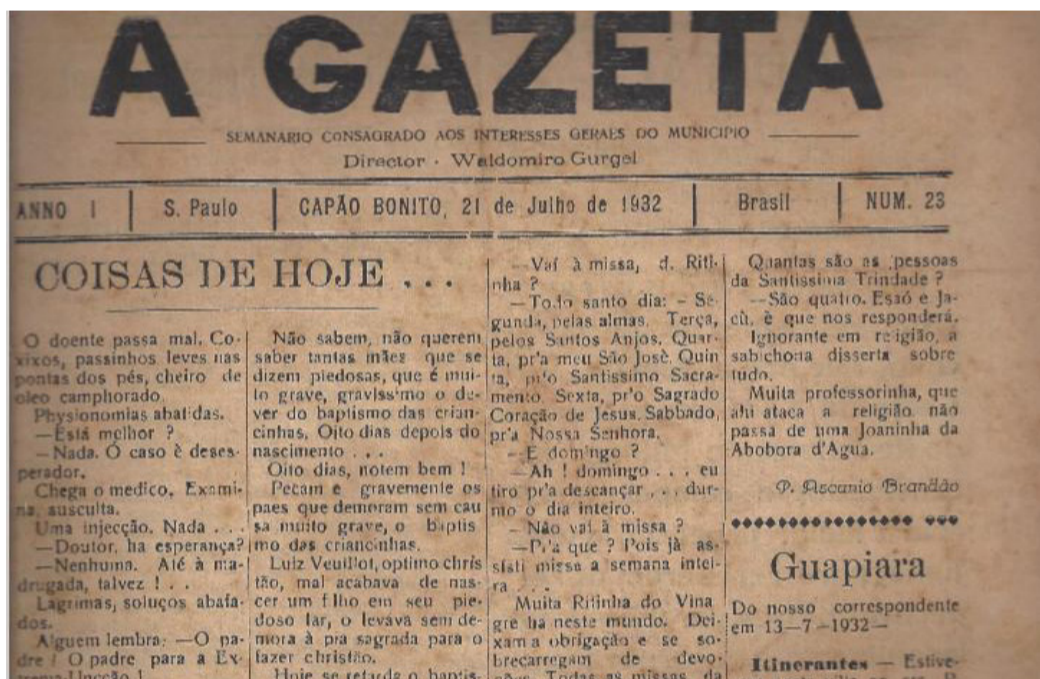 A GAZETA
SEMANARIO CONSAGRADO AOS INTERESSES GERAES DO MUNICIPIO
Director - Waldomiro Gurgel
ANNO I | S. Paulo | CAPÃO BONITO, 21 de Julho de 1932 | Brasil | NUM. 23
COISAS DE HOJE ...
O doente passa mal. Co-
xixos, passinhos leves nas
pontas dos pés, cheiro de
oleo camphorado.
Physionomias abatidas.
—Está melhor ?
—Nada. O caso è deses-
perador.
Chega o medico. Exami-
na, ausculta.
Uma injecção. Nada . . .
—Doutor, ha esperança?
—Nenhuma. Até à ma-
drugada, talvez ! . .
Lagrimas, soluços abafa-
dos.
Alguem lembra: —O pa-
dre ! O padre para a Ex-
trema-Uncção !
Não sabem, não querem
saber tantas mães que se
dizem piedosas, que é mui-
to grave, gravissimo o de-
ver do baptismo das crian-
cinhas. Oito dias depois do
nascimento . . .
Oito dias, notem bem !
Pecam e gravemente os
paes que demoram sem cau
sa muito grave, o baptis
mo das criancinhas.
Luiz Veuillot, optimo chris
tão, mal acabava de nas-
cer um filho em seu pie-
doso lar, o levava sem de-
mora à pia sagrada para o
fazer christão.
Hoje se retarda o baptis-
—Vai à missa, d. Riti-
nha ?
—Todo santo dia: - Se-
gunda, pelas almas. Terça,
pelos Santos Anjos. Quar-
ta, pr'a meu São Josè. Quin
ta, pr'o Santissimo Sacra-
mento. Sexta, pr'o Sagrado
Coração de Jesus. Sabbado,
pr'a Nossa Senhora.
—E domingo ?
—Ah ! domingo . . . eu
tiro pr'a descançar . . . dur-
mo o dia inteiro.
- Não vai à missa ?
—Pr'a que ? Pois jà as-
sisti missa a semana intei-
ra . . .
Muita Ritinha do Vina
gre ha neste mundo. Dei-
xam a obrigação e se so-
brecarregam de devo-
ções. Todas as missas da
Quantas são as pessoas
da Santissima Trindade ?
—São quatro. Esaó e Ja-
cù, è que nos responderá.
Ignorante em religião, a
sabichona disserta sobre
tudo.
Muita professorinha, que
ahi ataca a religião não
passa de uma Joaninha da
Abobora d'Agua.
P. Ascanio Brandão
Guapiara
Do nosso correspondente
em 13-7-1932—
Itinerantes — Estive-